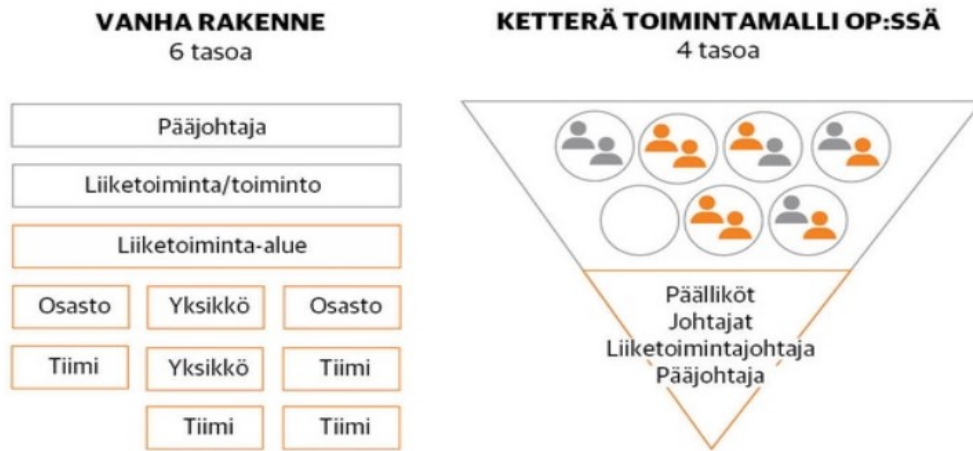 VANHA RAKENNE
6 tasoa
Pääjohtaja
Liiketoiminta/toiminto
Liiketoiminta-alue
Osasto Yksikkö Osasto
Tiimi Yksikkö Tiimi
Tiimi Tiimi
KETTERÄ TOIMINTAMALLI OP:SSÄ
4 tasoa
Päälliköt
Johtajat
Liiketoimintajohtaja
Pääjohtaja